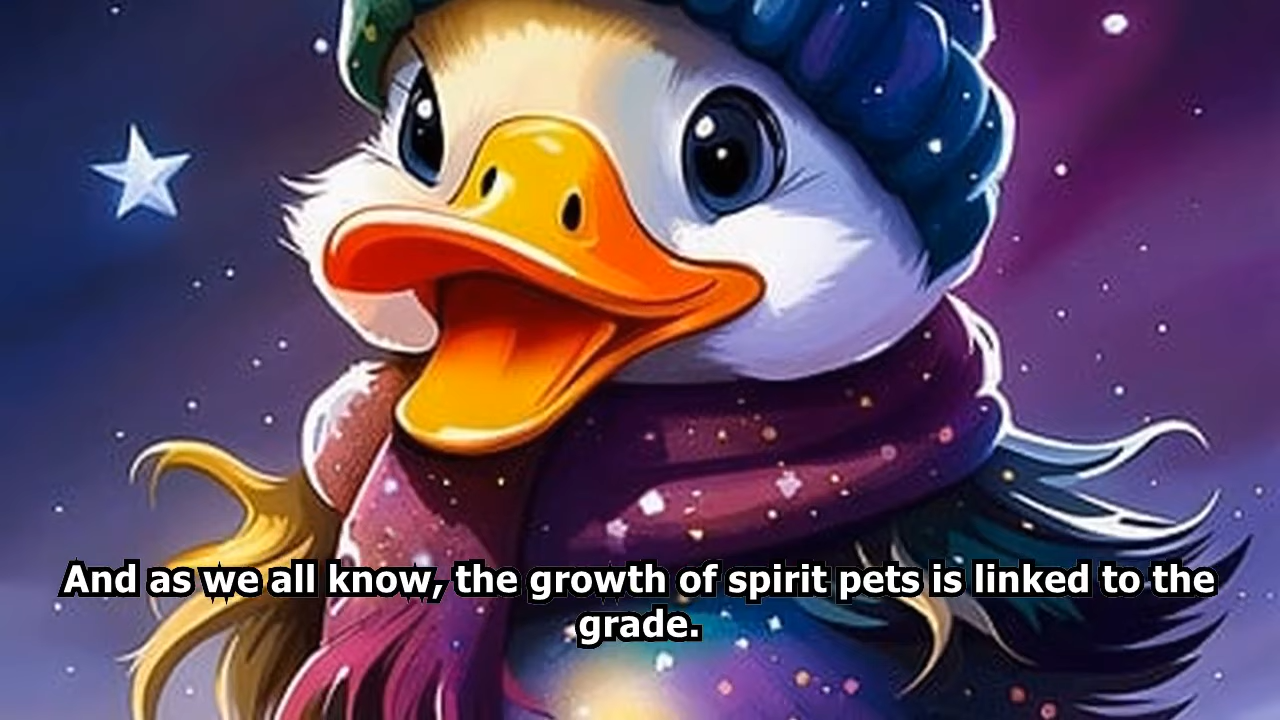 And as we all know, the growth of spirit pets is linked to the
grade.